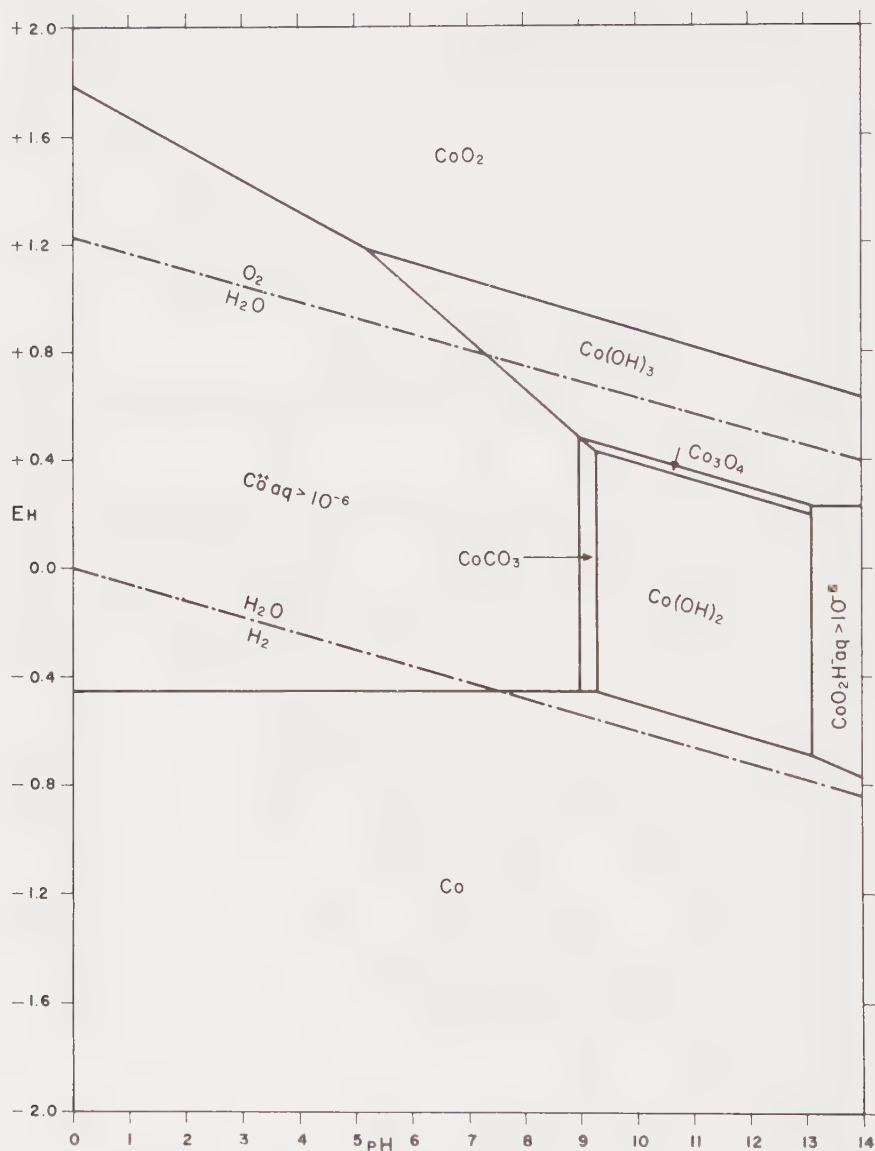 +2.0
+1.6
CoO₂
+1.2
O₂
H₂O
+0.8
Co(OH)₃
+0.4
Co₃O₄
Co⁺⁺aq>10⁻⁶
EH
CoCO₃
0.0
H₂O
H₂
Co(OH)₂
CoO₂H⁻aq>10
-0.4
-0.8
Co
-1.2
-1.6
-2.0
0 1 2 3 4 5 pH 6 7 8 9 10 11 12 13 14